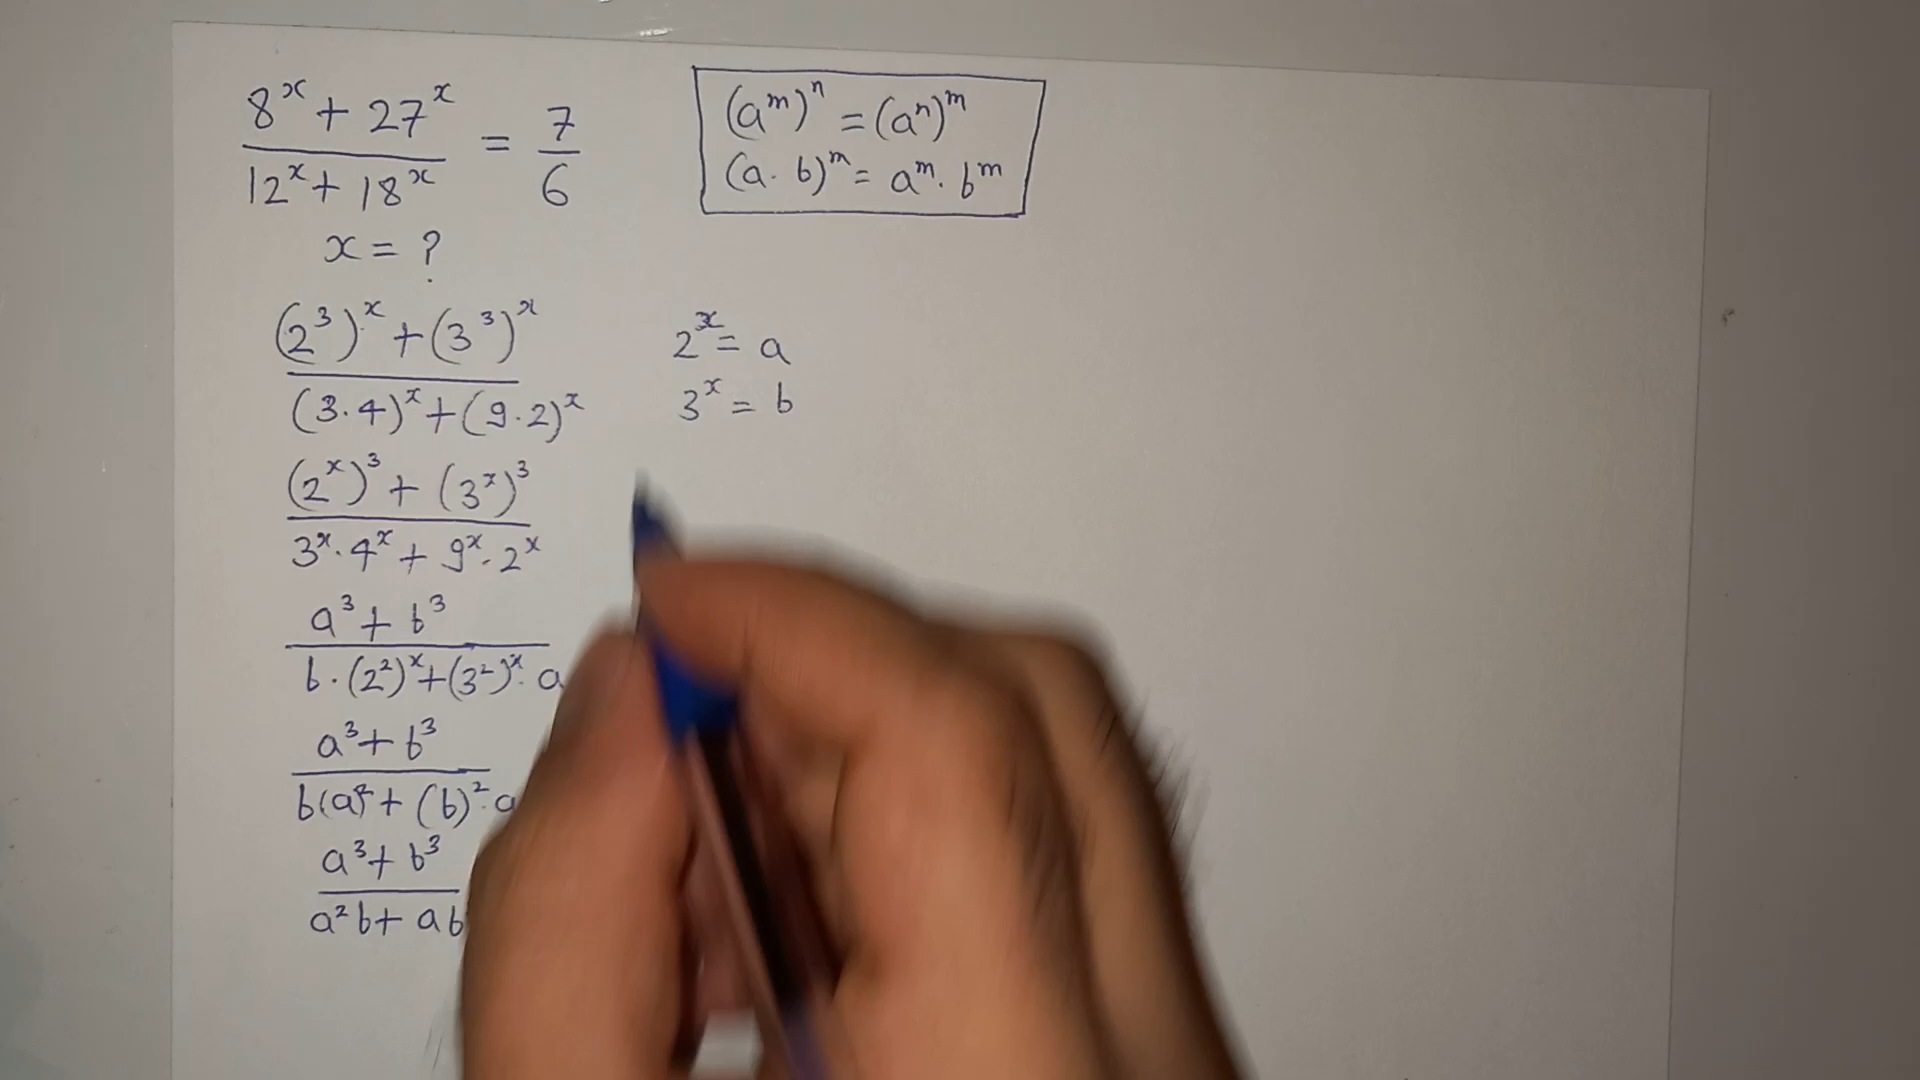 8^x + 27^x / 12^x + 18^x = 7/6
x = ?
(a^m)^n = (a^n)^m
(a · b)^m = a^m · b^m
(2^3)^x + (3^3)^x / (3·4)^x + (9·2)^x
2^x = a
3^x = b
(2^x)^3 + (3^x)^3 / 3^x · 4^x + 9^x · 2^x
a^3 + b^3 / b · (2^2)^x + (3^2)^x · a
a^3 + b^3 / b(a)^2 + (b)^2 · a
a^3 + b^3 / a^2 b + ab